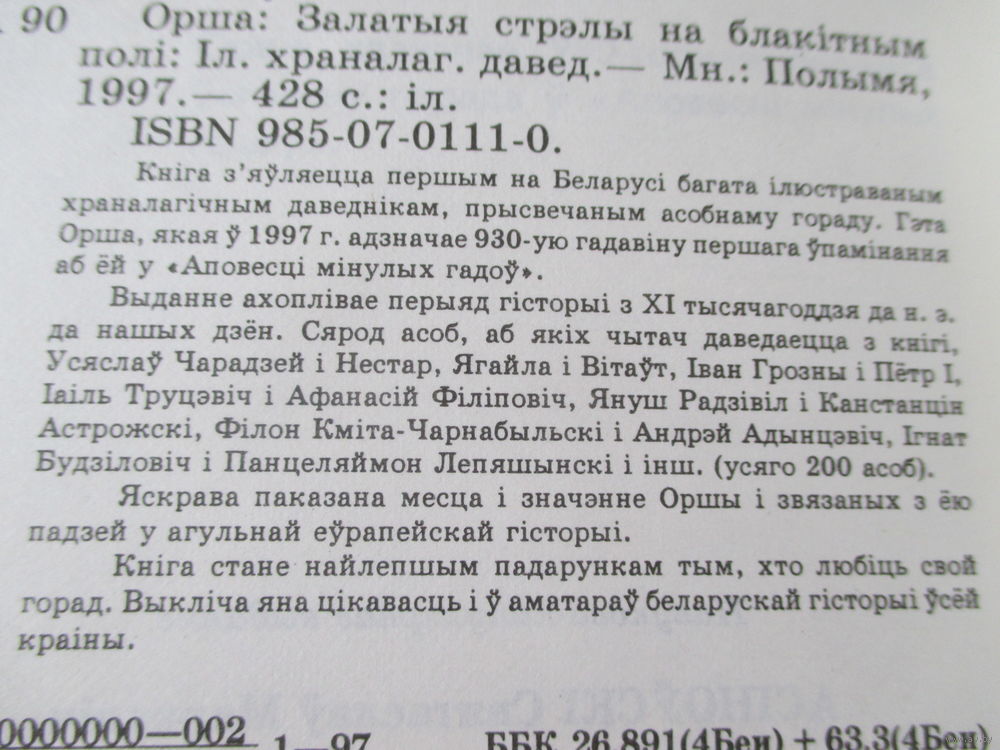 90 Орша: Залатыя стрэлы на блакітным
полі: Іл. храналаг. давед.— Мн.: Полымя,
1997.— 428 с.: іл.
ISBN 985-07-0111-0.
Кніга з’яўляецца першым на Беларусі багата ілюстраваным
храналагічным даведнікам, прысвечаным асобнаму гораду. Гэта
Орша, якая ў 1997 г. адзначае 930-ую гадавіну першага ўпамінання
аб ёй у «Аповесці мінулых гадоў».
Выданне ахоплівае перыяд гісторыі з XI тысячагоддзя да н. э.
да нашых дзён. Сярод асоб, аб якіх чытач даведаецца з кнігі,
Усяслаў Чарадзей і Нестар, Ягайла і Вітаўт, Іван Грозны і Пётр I,
Іаіль Труцэвіч і Афанасій Філіповіч, Януш Радзівіл і Канстанцін
Астрожскі, Філон Кміта-Чарнабыльскі і Андрэй Адынцэвіч, Ігнат
Будзіловіч і Панцеляймон Лепяшынскі і інш. (усяго 200 асоб).
Яскрава паказана месца і значэнне Оршы і звязаных з ёю
падзей у агульнай еўрапейскай гісторыі.
Кніга стане найлепшым падарункам тым, хто любіць свой
горад. Выкліча яна цікавасць і ў аматараў беларускай гісторыі ўсёй
краіны.
0000000—002
1—97 ББК 26.891(4Беи) + 63.3(4Беи)